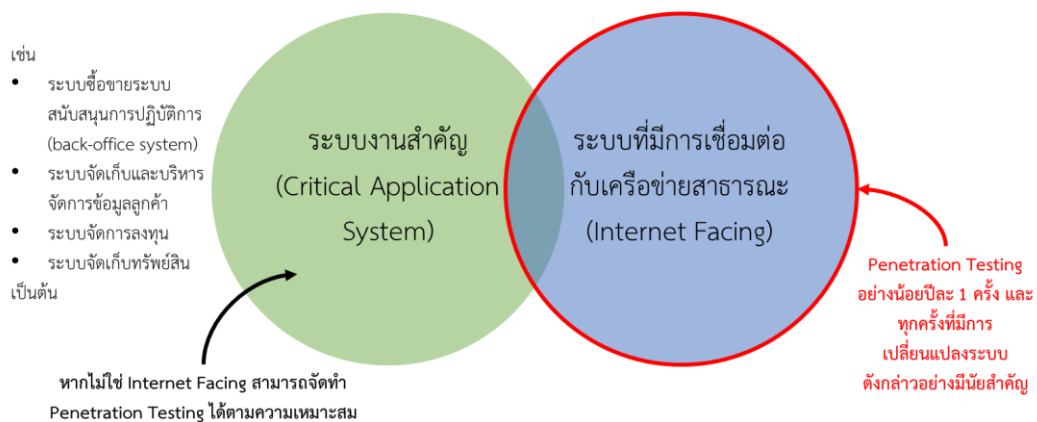 เช่น
• ระบบซื้อขายระบบ
สนับสนุนการปฏิบัติการ
(back-office system)
• ระบบจัดเก็บและบริหาร
จัดการข้อมูลลูกค้า
• ระบบจัดการลงทุน
• ระบบจัดเก็บทรัพย์สิน
เป็นต้น
ระบบงานสำคัญ
(Critical Application
System)
ระบบที่มีการเชื่อมต่อ
กับเครือข่ายสาธารณะ
(Internet Facing)
Penetration Testing
อย่างน้อยปีละ 1 ครั้ง และ
ทุกครั้งที่มีการ
เปลี่ยนแปลงระบบ
ดังกล่าวอย่างมีนัยสำคัญ
หากไม่ใช่ Internet Facing สามารถจัดทำ
Penetration Testing ได้ตามความเหมาะสม